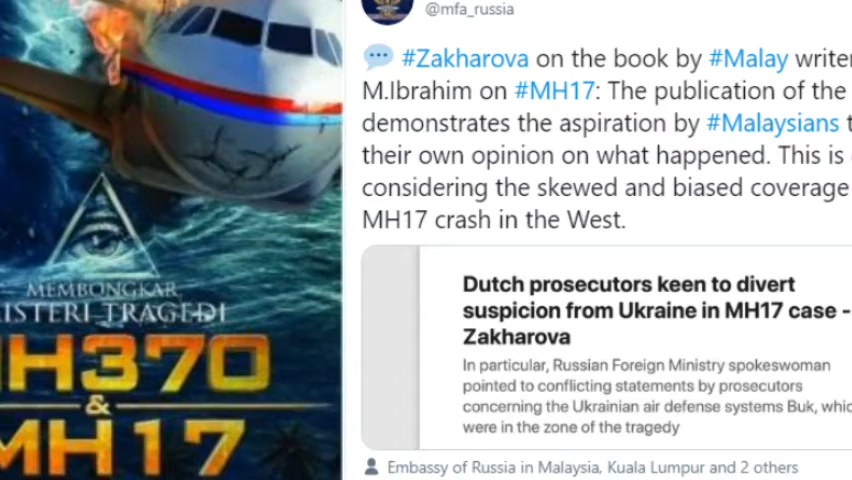 MEMBONGKAR
MISTERI TRAGEDI
MH370
&
MH17
@mfa_russia
💬 #Zakharova on the book by #Malay writer
M.Ibrahim on #MH17: The publication of the
demonstrates the aspiration by #Malaysians
their own opinion on what happened. This is
considering the skewed and biased coverage
MH17 crash in the West.
Dutch prosecutors keen to divert
suspicion from Ukraine in MH17 case -
Zakharova
In particular, Russian Foreign Ministry spokeswoman
pointed to conflicting statements by prosecutors
concerning the Ukrainian air defense systems Buk, which
were in the zone of the tragedy
Embassy of Russia in Malaysia, Kuala Lumpur and 2 others